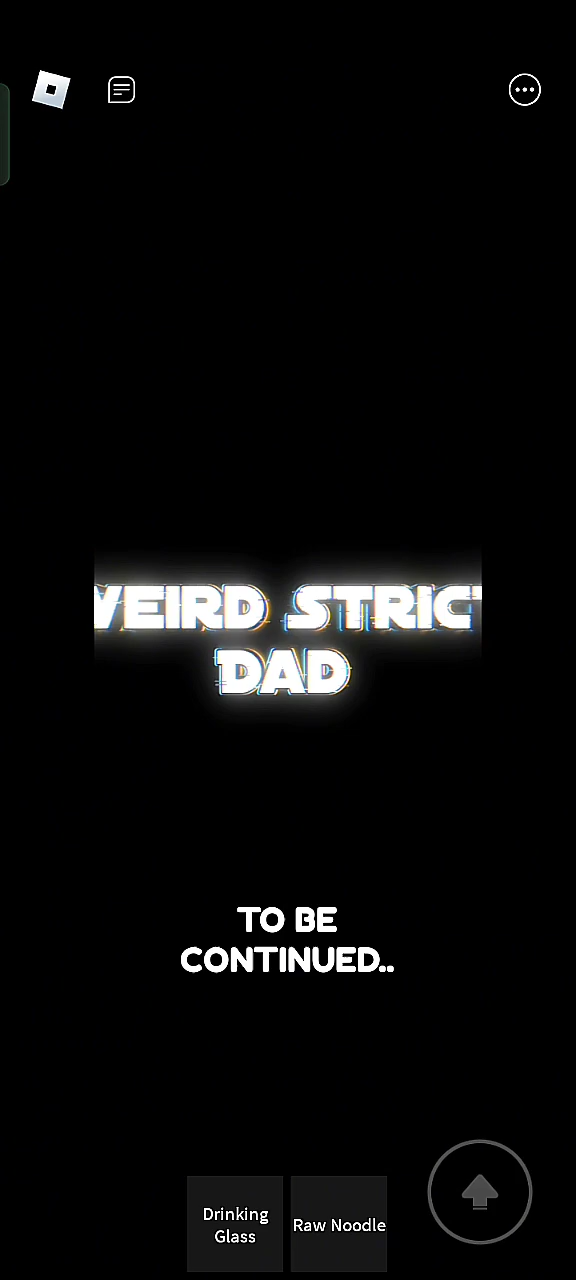 WEIRD STRICT
DAD
TO BE
CONTINUED..
Drinking
Glass
Raw Noodle